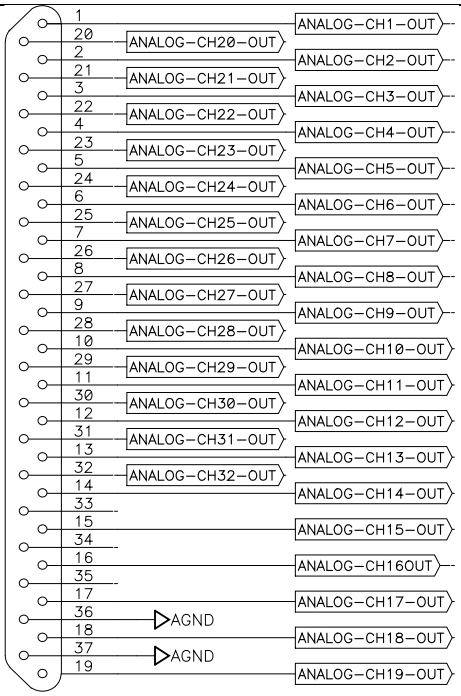 1 ANALOG-CH1-OUT
20 ANALOG-CH20-OUT
2 ANALOG-CH2-OUT
21 ANALOG-CH21-OUT
3 ANALOG-CH3-OUT
22 ANALOG-CH22-OUT
4 ANALOG-CH4-OUT
23 ANALOG-CH23-OUT
5 ANALOG-CH5-OUT
24 ANALOG-CH24-OUT
6 ANALOG-CH6-OUT
25 ANALOG-CH25-OUT
7 ANALOG-CH7-OUT
26 ANALOG-CH26-OUT
8 ANALOG-CH8-OUT
27 ANALOG-CH27-OUT
9 ANALOG-CH9-OUT
28 ANALOG-CH28-OUT
10 ANALOG-CH10-OUT
29 ANALOG-CH29-OUT
11 ANALOG-CH11-OUT
30 ANALOG-CH30-OUT
12 ANALOG-CH12-OUT
31 ANALOG-CH31-OUT
13 ANALOG-CH13-OUT
32 ANALOG-CH32-OUT
14 ANALOG-CH14-OUT
33
15 ANALOG-CH15-OUT
34
16 ANALOG-CH16OUT
35
17 ANALOG-CH17-OUT
36 AGND
18 ANALOG-CH18-OUT
37 AGND
19 ANALOG-CH19-OUT